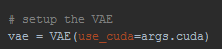 # setup the VAE
vae = VAE(use_cuda=args.cuda)